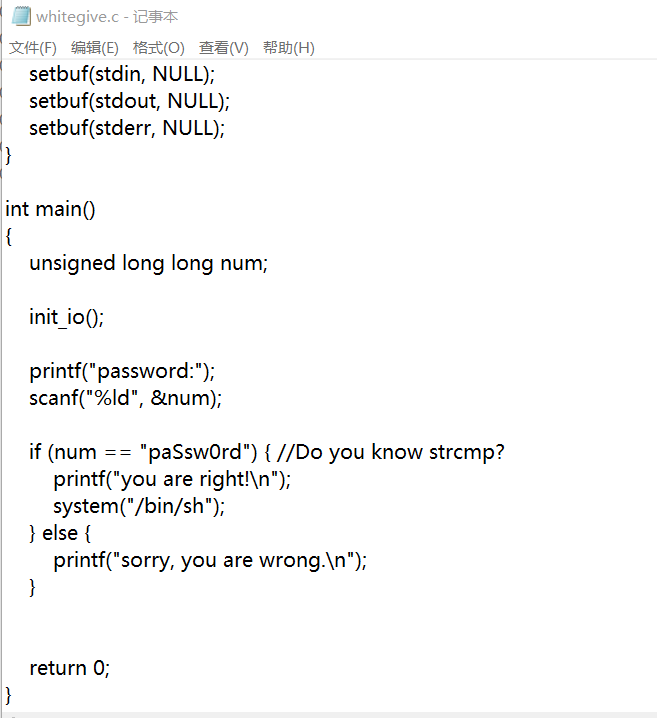 whitegive.c - 记事本
文件(F) 编辑(E) 格式(O) 查看(V) 帮助(H)
    setbuf(stdin, NULL);
    setbuf(stdout, NULL);
    setbuf(stderr, NULL);
}

int main()
{
    unsigned long long num;

    init_io();

    printf("password:");
    scanf("%ld", &num);

    if (num == "paSsw0rd") { //Do you know strcmp?
        printf("you are right!\n");
        system("/bin/sh");
    } else {
        printf("sorry, you are wrong.\n");
    }


    return 0;
}